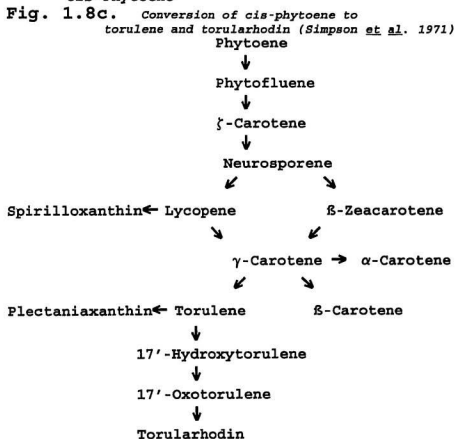 Fig. 1.8c. Conversion of cis-phytoene to
torulene and torularhodin (Simpson et al. 1971)
Phytoene
↓
Phytofluene
↓
ζ-Carotene
↓
Neurosporene
↙ ↘
Spirilloxanthin← Lycopene ß-Zeacarotene
↘ ↙
γ-Carotene → α-Carotene
↙ ↘
Plectaniaxanthin← Torulene ß-Carotene
↓
17'-Hydroxytorulene
↓
17'-Oxotorulene
↓
Torularhodin